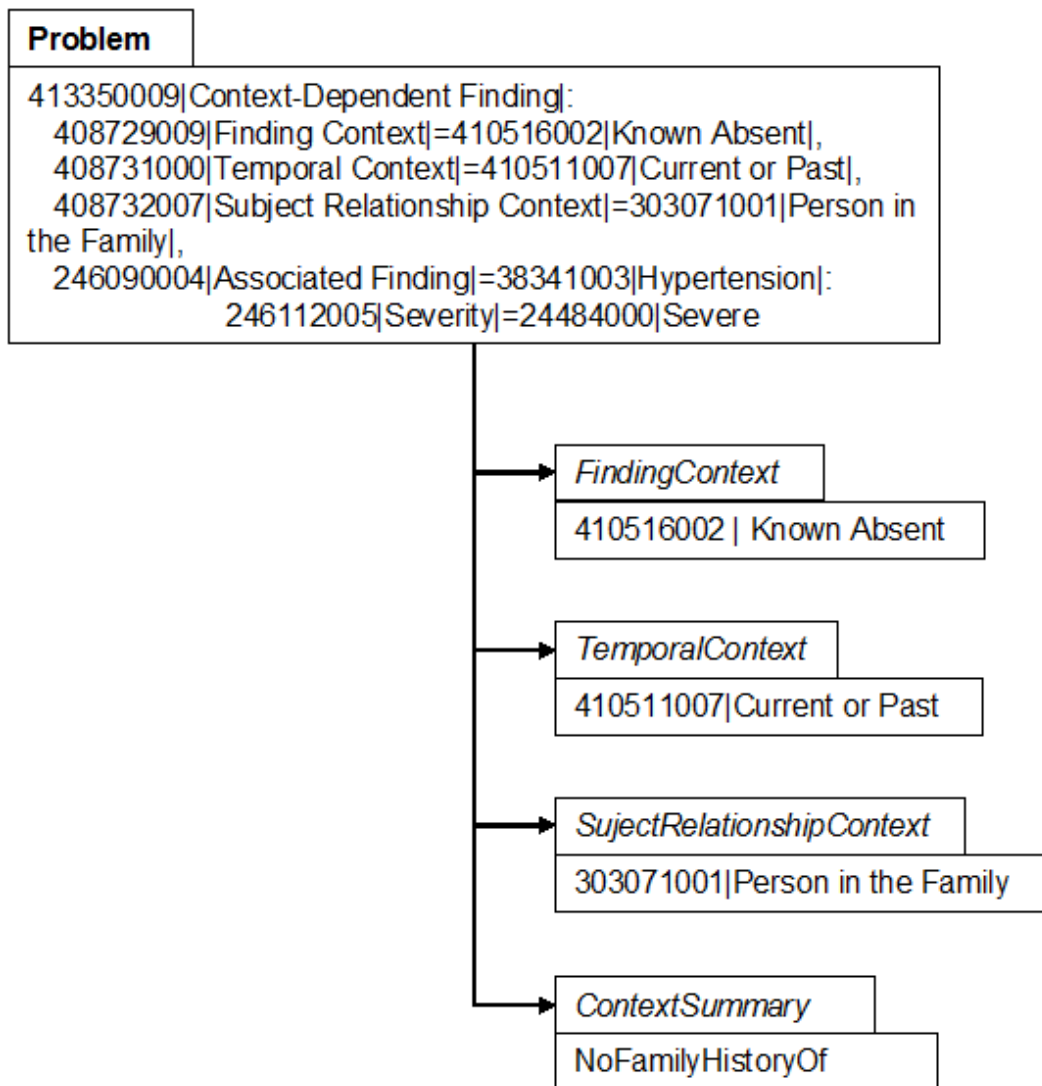 Problem
413350009|Context-Dependent Finding|:
408729009|Finding Context|=410516002|Known Absent|,
408731000|Temporal Context|=410511007|Current or Past|,
408732007|Subject Relationship Context|=303071001|Person in
the Family|,
246090004|Associated Finding|=38341003|Hypertension|:
246112005|Severity|=24484000|Severe
FindingContext
410516002 | Known Absent
TemporalContext
410511007|Current or Past
SujectRelationshipContext
303071001|Person in the Family
ContextSummary
NoFamilyHistoryOf